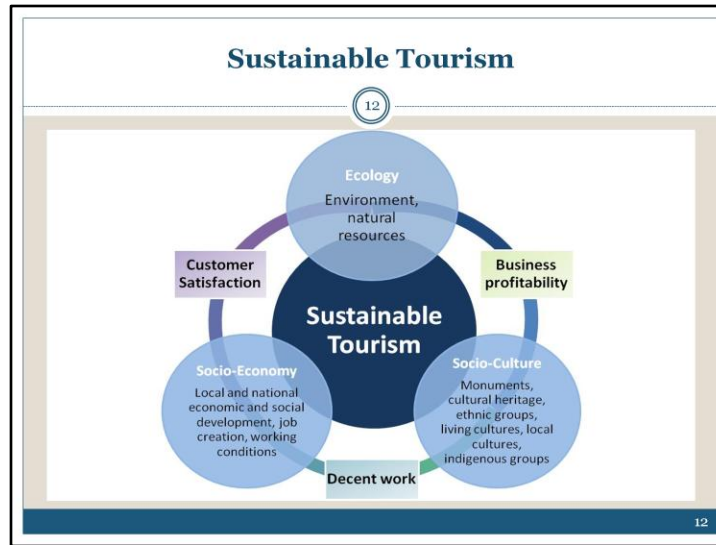 Sustainable Tourism
12
Ecology
Environment,
natural
resources
Customer
Satisfaction
Business
profitability
Sustainable
Tourism
Socio-Economy
Local and national
economic and social
development, job
creation, working
conditions
Socio-Culture
Monuments,
cultural heritage,
ethnic groups,
living cultures, local
cultures,
indigenous groups
Decent work
12